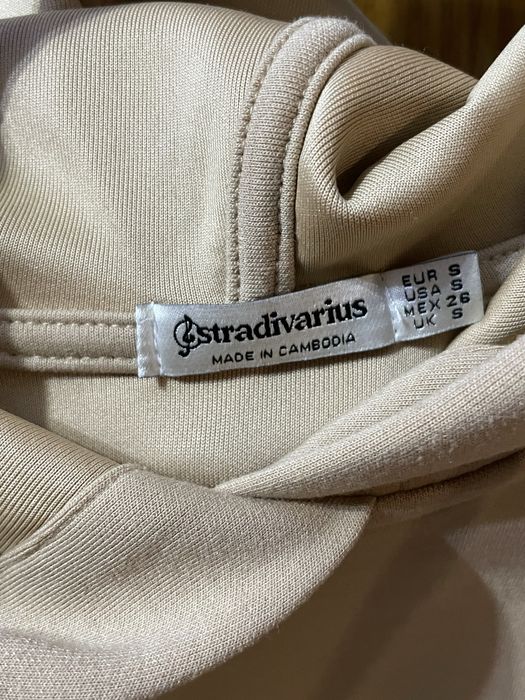 stradivarius
MADE IN CAMBODIA
EUR S
USA S
MEX 26
UK S